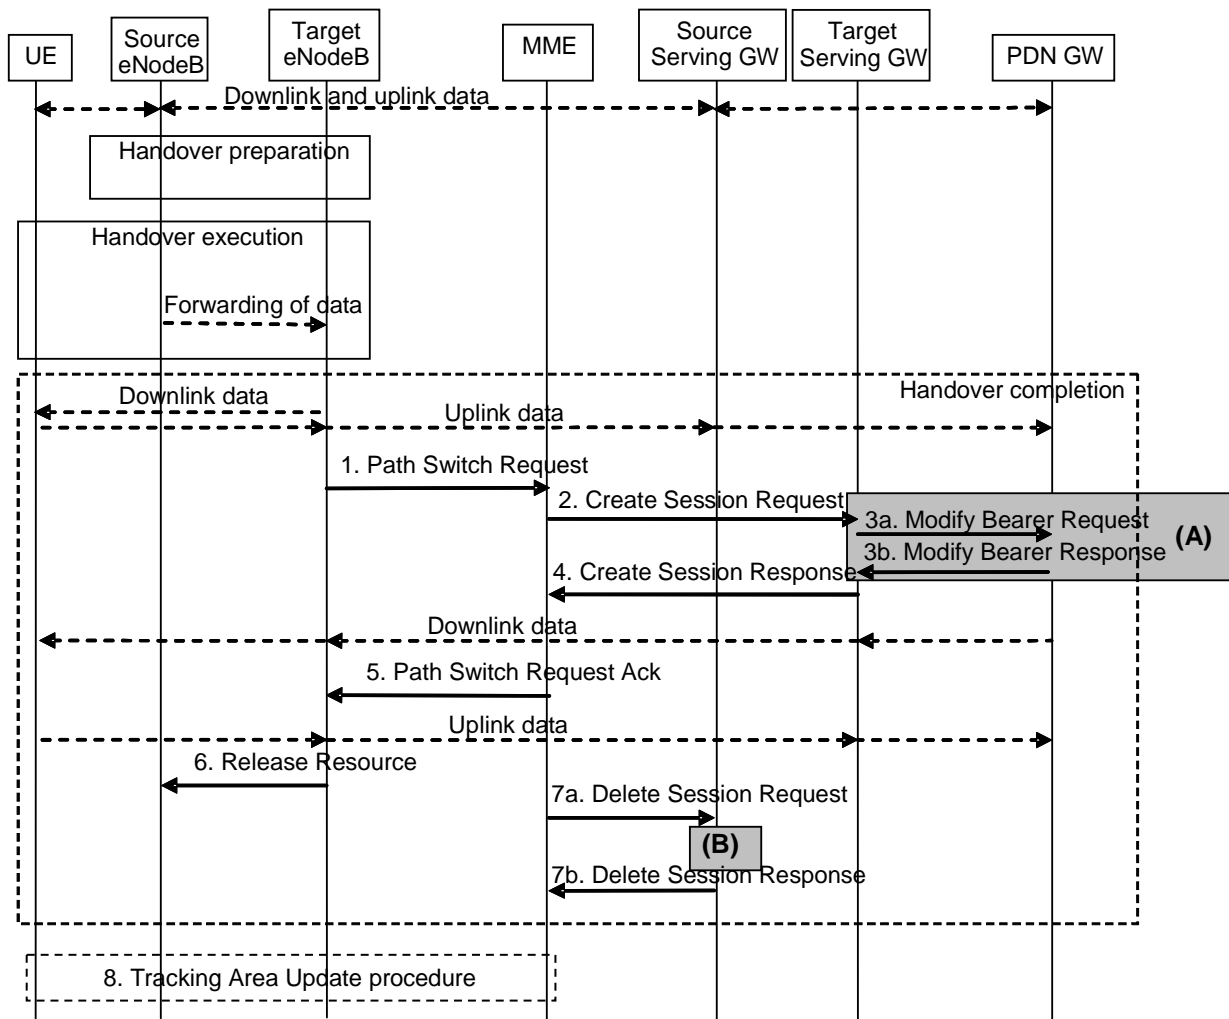 UE
Source
eNodeB
Target
eNodeB
MME
Source
Serving GW
Target
Serving GW
PDN GW
Downlink and uplink data
Handover preparation
Handover execution
Forwarding of data
Handover completion
Downlink data
Uplink data
1. Path Switch Request
2. Create Session Request
3a. Modify Bearer Request
(A)
3b. Modify Bearer Response
4. Create Session Response
Downlink data
5. Path Switch Request Ack
Uplink data
6. Release Resource
7a. Delete Session Request
(B)
7b. Delete Session Response
8. Tracking Area Update procedure